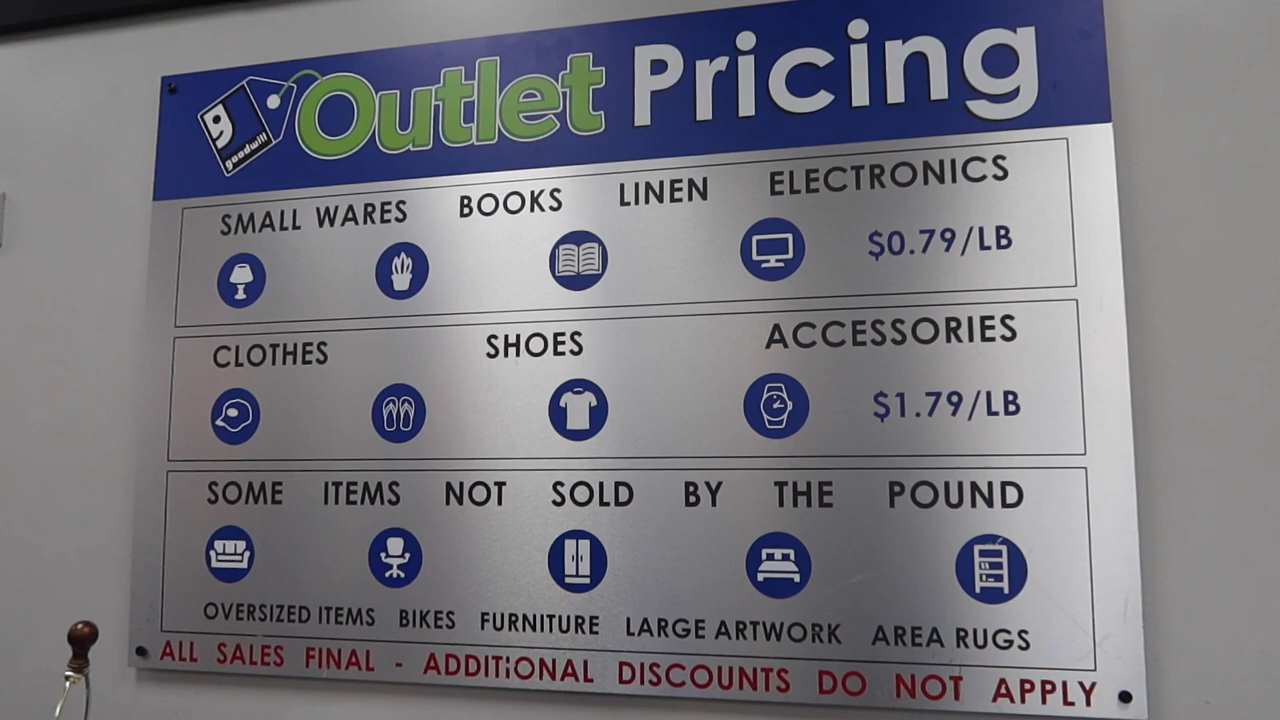 g goodwill Outlet Pricing
SMALL WARES BOOKS LINEN ELECTRONICS
$0.79/LB
CLOTHES SHOES ACCESSORIES
$1.79/LB
SOME ITEMS NOT SOLD BY THE POUND
OVERSIZED ITEMS BIKES FURNITURE LARGE ARTWORK AREA RUGS
ALL SALES FINAL - ADDITIONAL DISCOUNTS DO NOT APPLY